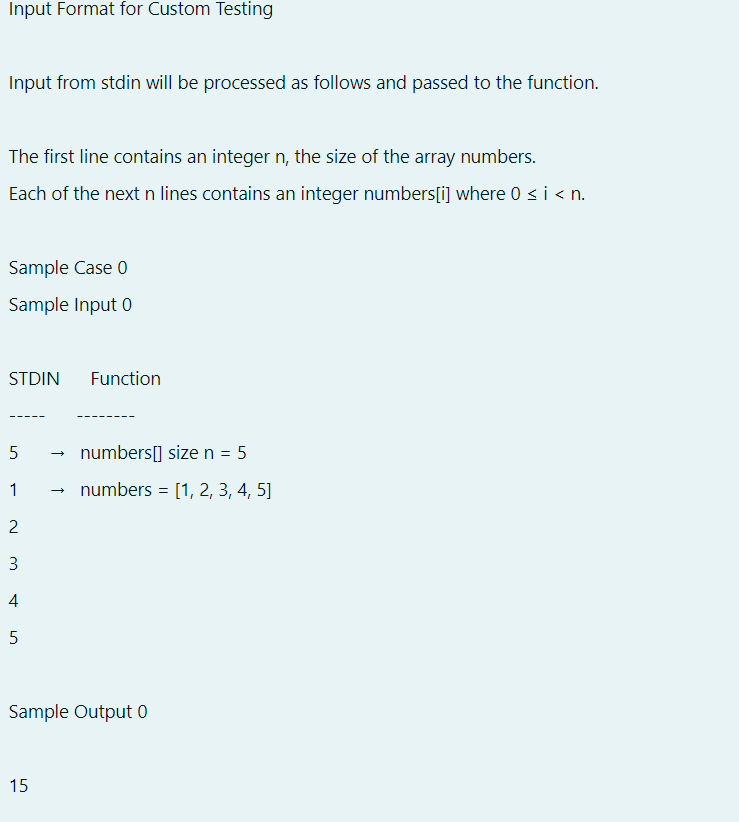 Input Format for Custom Testing
Input from stdin will be processed as follows and passed to the function.
The first line contains an integer n, the size of the array numbers.
Each of the next n lines contains an integer numbers[i] where 0 ≤ i < n.
Sample Case 0
Sample Input 0
STDIN Function
----- --------
5 → numbers[] size n = 5
1 → numbers = [1, 2, 3, 4, 5]
2
3
4
5
Sample Output 0
15